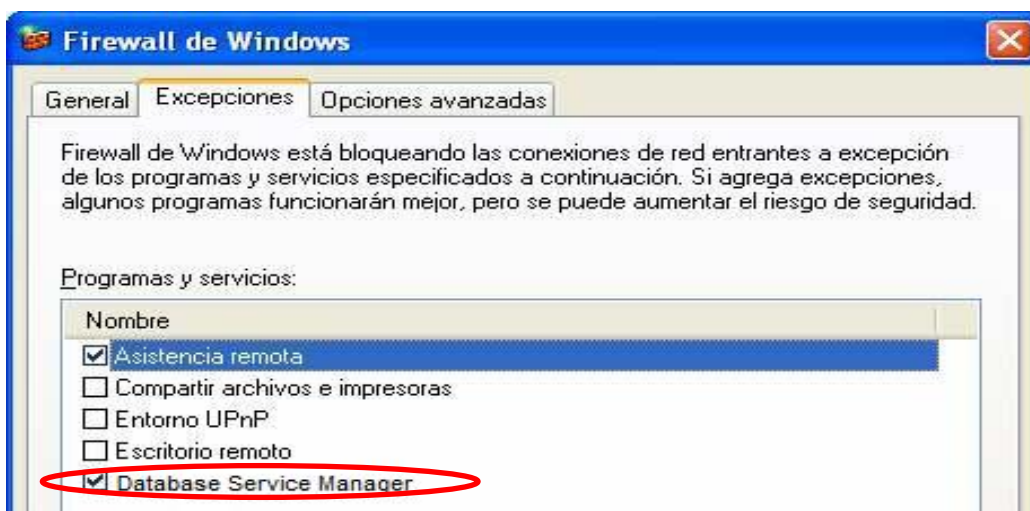 Firewall de Windows
General Excepciones Opciones avanzadas
Firewall de Windows está bloqueando las conexiones de red entrantes a excepción
de los programas y servicios especificados a continuación. Si agrega excepciones,
algunos programas funcionarán mejor, pero se puede aumentar el riesgo de seguridad.
Programas y servicios:
Nombre
Asistencia remota
Compartir archivos e impresoras
Entorno UPnP
Escritorio remoto
Database Service Manager